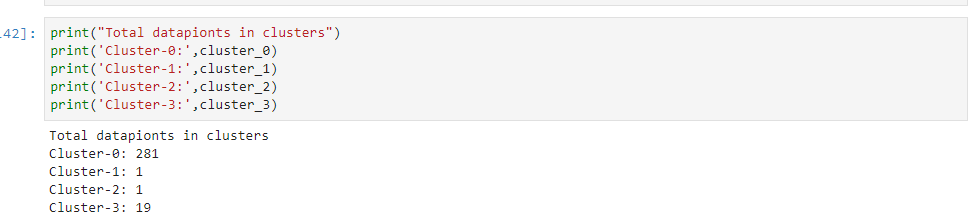 .42]: print("Total datapionts in clusters")
print('Cluster-0:',cluster_0)
print('Cluster-1:',cluster_1)
print('Cluster-2:',cluster_2)
print('Cluster-3:',cluster_3)
Total datapionts in clusters
Cluster-0: 281
Cluster-1: 1
Cluster-2: 1
Cluster-3: 19